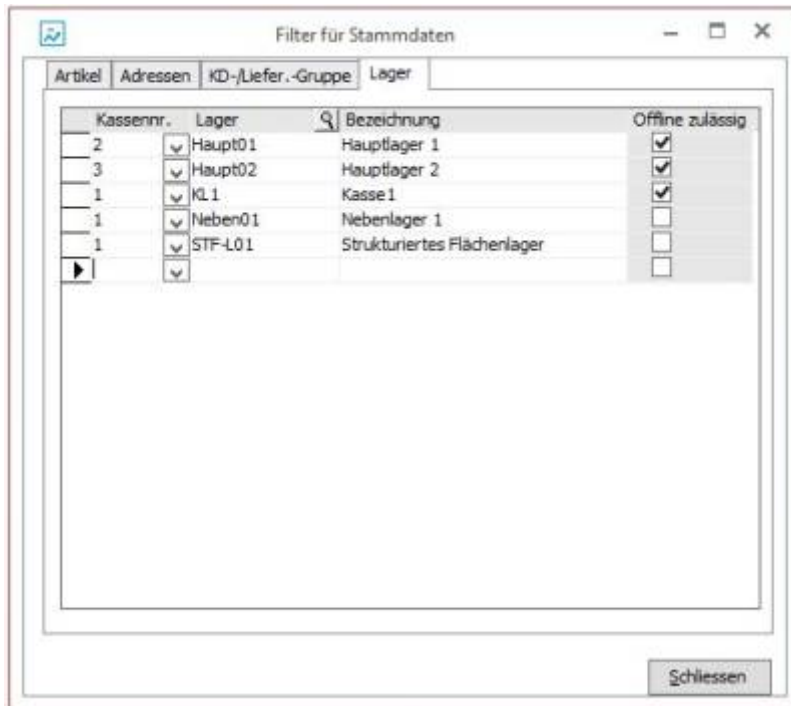 Filter für Stammdaten
Artikel Adressen KD-/Liefer.-Gruppe Lager
Kassennr. Lager Bezeichnung Offline zulässig
2 Haupt01 Hauptlager 1
3 Haupt02 Hauptlager 2
1 KL1 Kasse1
1 Neben01 Nebenlager 1
1 STF-L01 Strukturiertes Flächenlager
Schliessen